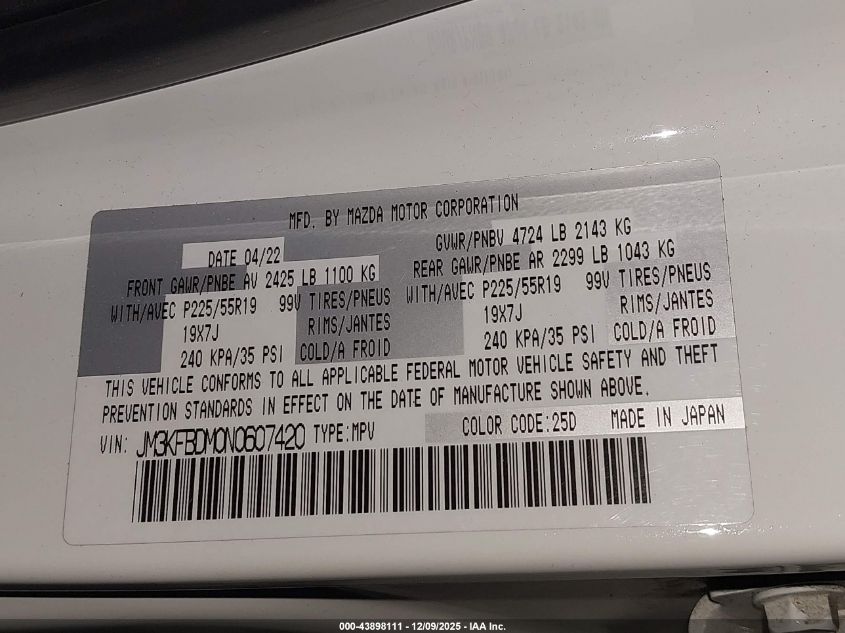 MFD. BY MAZDA MOTOR CORPORATION
DATE 04/22 GVWR/PNBV 4724 LB 2143 KG
FRONT GAWR/PNBE AV 2425 LB 1100 KG REAR GAWR/PNBE AR 2299 LB 1043 KG
WITH/AVEC P225/55R19 99V TIRES/PNEUS WITH/AVEC P225/55R19 99V TIRES/PNEUS
19X7J RIMS/JANTES 19X7J RIMS/JANTES
240 KPA/35 PSI COLD/A FROID 240 KPA/35 PSI COLD/A FROID
THIS VEHICLE CONFORMS TO ALL APPLICABLE FEDERAL MOTOR VEHICLE SAFETY AND THEFT
PREVENTION STANDARDS IN EFFECT ON THE DATE OF MANUFACTURE SHOWN ABOVE.
VIN: JM3KFBDM0N0607420 TYPE:MPV COLOR CODE:25D MADE IN JAPAN
000-43898111 - 12/09/2025 - IAA Inc.